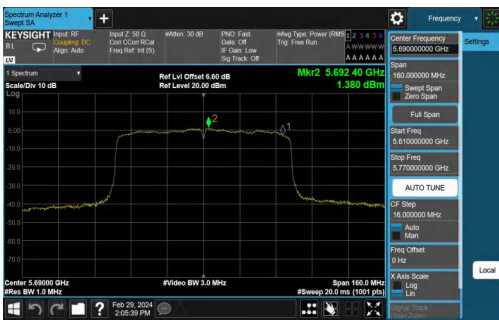 Spectrum Analyzer 1
Swept SA
Frequency
KEYSIGHT
Input: RF
Coupling: DC
Align: Auto
Input Z: 50 Ω
Corr CCorr RCal
Freq Ref: Int (S)
#Atten: 30 dB
PNO: Fast
Gate: Off
IF Gain: Low
Sig Track: Off
#Avg Type: Power (RMS)
Trig: Free Run
1 2 3 4 5 6
A WWWWW
A A A A A A
RL
LV
1 Spectrum
Scale/Div 10 dB
Log
Ref Lvl Offset 6.60 dB
Ref Level 20.00 dBm
Mkr2 5.692 40 GHz
1.380 dBm
10.0
0.00
-10.0
-20.0
-30.0
-40.0
-50.0
-60.0
-70.0
2
1
Center 5.69000 GHz
#Res BW 1.0 MHz
#Video BW 3.0 MHz
Span 160.0 MHz
#Sweep 20.0 ms (1001 pts)
Center Frequency
5.690000000 GHz
Span
160.000000 MHz
Swept Span
Zero Span
Full Span
Start Freq
5.610000000 GHz
Stop Freq
5.770000000 GHz
AUTO TUNE
CF Step
16.000000 MHz
Auto
Man
Freq Offset
0 Hz
X Axis Scale
Log
Lin
Signal Track
Settings
Local
?
Feb 29, 2024
2:05:39 PM